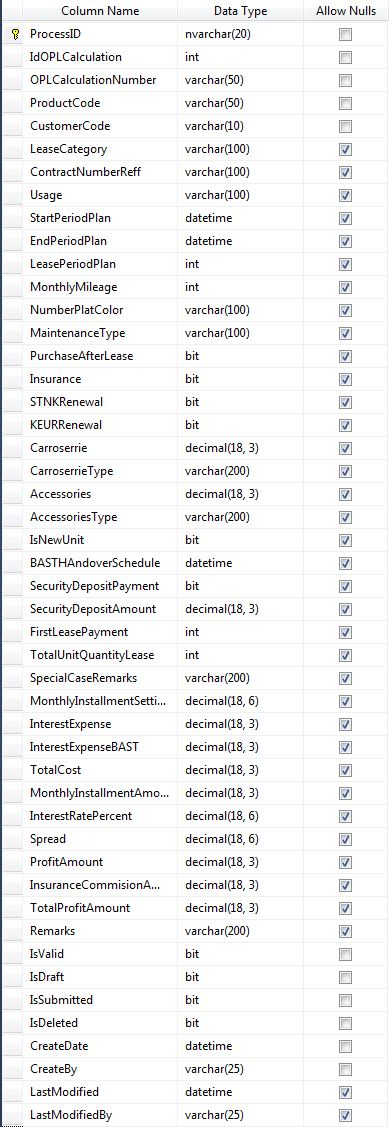 Column Name Data Type Allow Nulls
ProcessID nvarchar(20)
IdOPLCalculation int
OPLCalculationNumber varchar(50)
ProductCode varchar(50)
CustomerCode varchar(10)
LeaseCategory varchar(100)
ContractNumberReff varchar(100)
Usage varchar(100)
StartPeriodPlan datetime
EndPeriodPlan datetime
LeasePeriodPlan int
MonthlyMileage int
NumberPlatColor varchar(100)
MaintenanceType varchar(100)
PurchaseAfterLease bit
Insurance bit
STNKRenewal bit
KEURRenewal bit
Carroserrie decimal(18, 3)
CarroserrieType varchar(200)
Accessories decimal(18, 3)
AccessoriesType varchar(200)
IsNewUnit bit
BASTHAndoverSchedule datetime
SecurityDepositPayment bit
SecurityDepositAmount decimal(18, 3)
FirstLeasePayment int
TotalUnitQuantityLease int
SpecialCaseRemarks varchar(200)
MonthlyInstallmentSetti... decimal(18, 6)
InterestExpense decimal(18, 3)
InterestExpenseBAST decimal(18, 3)
TotalCost decimal(18, 3)
MonthlyInstallmentAmo... decimal(18, 3)
InterestRatePercent decimal(18, 6)
Spread decimal(18, 6)
ProfitAmount decimal(18, 3)
InsuranceCommisionA... decimal(18, 3)
TotalProfitAmount decimal(18, 3)
Remarks varchar(200)
IsValid bit
IsDraft bit
IsSubmitted bit
IsDeleted bit
CreateDate datetime
CreateBy varchar(25)
LastModified datetime
LastModifiedBy varchar(25)